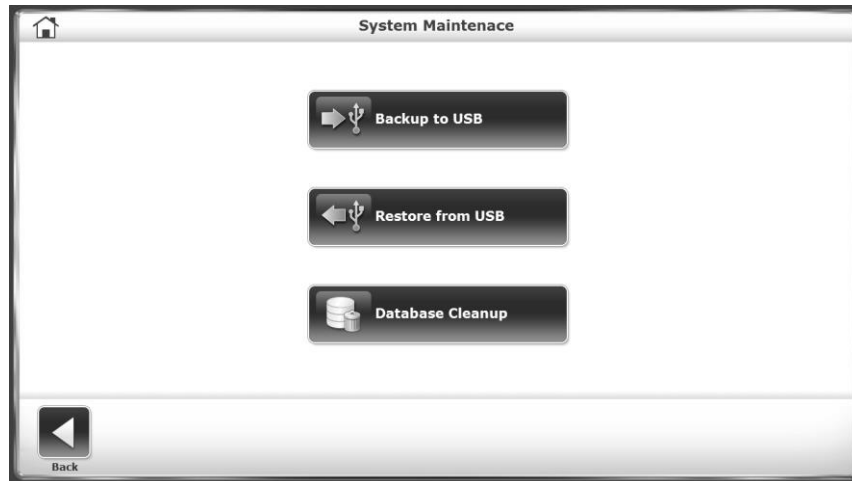 System Maintenace
Backup to USB
Restore from USB
Database Cleanup
Back